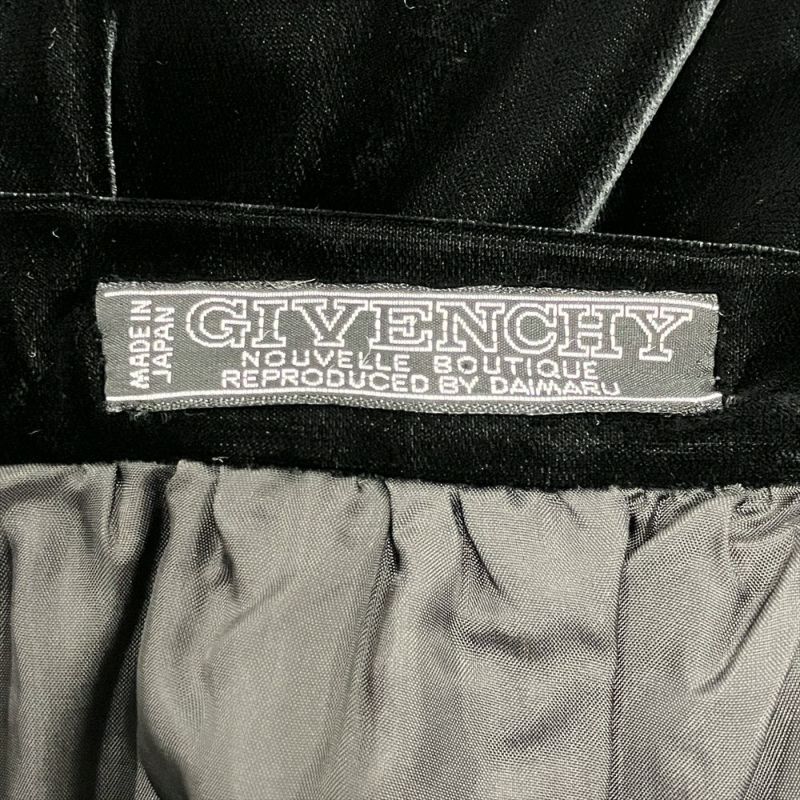 MADE IN
JAPAN
GIVENCHY
NOUVELLE BOUTIQUE
REPRODUCED BY DAIMARU